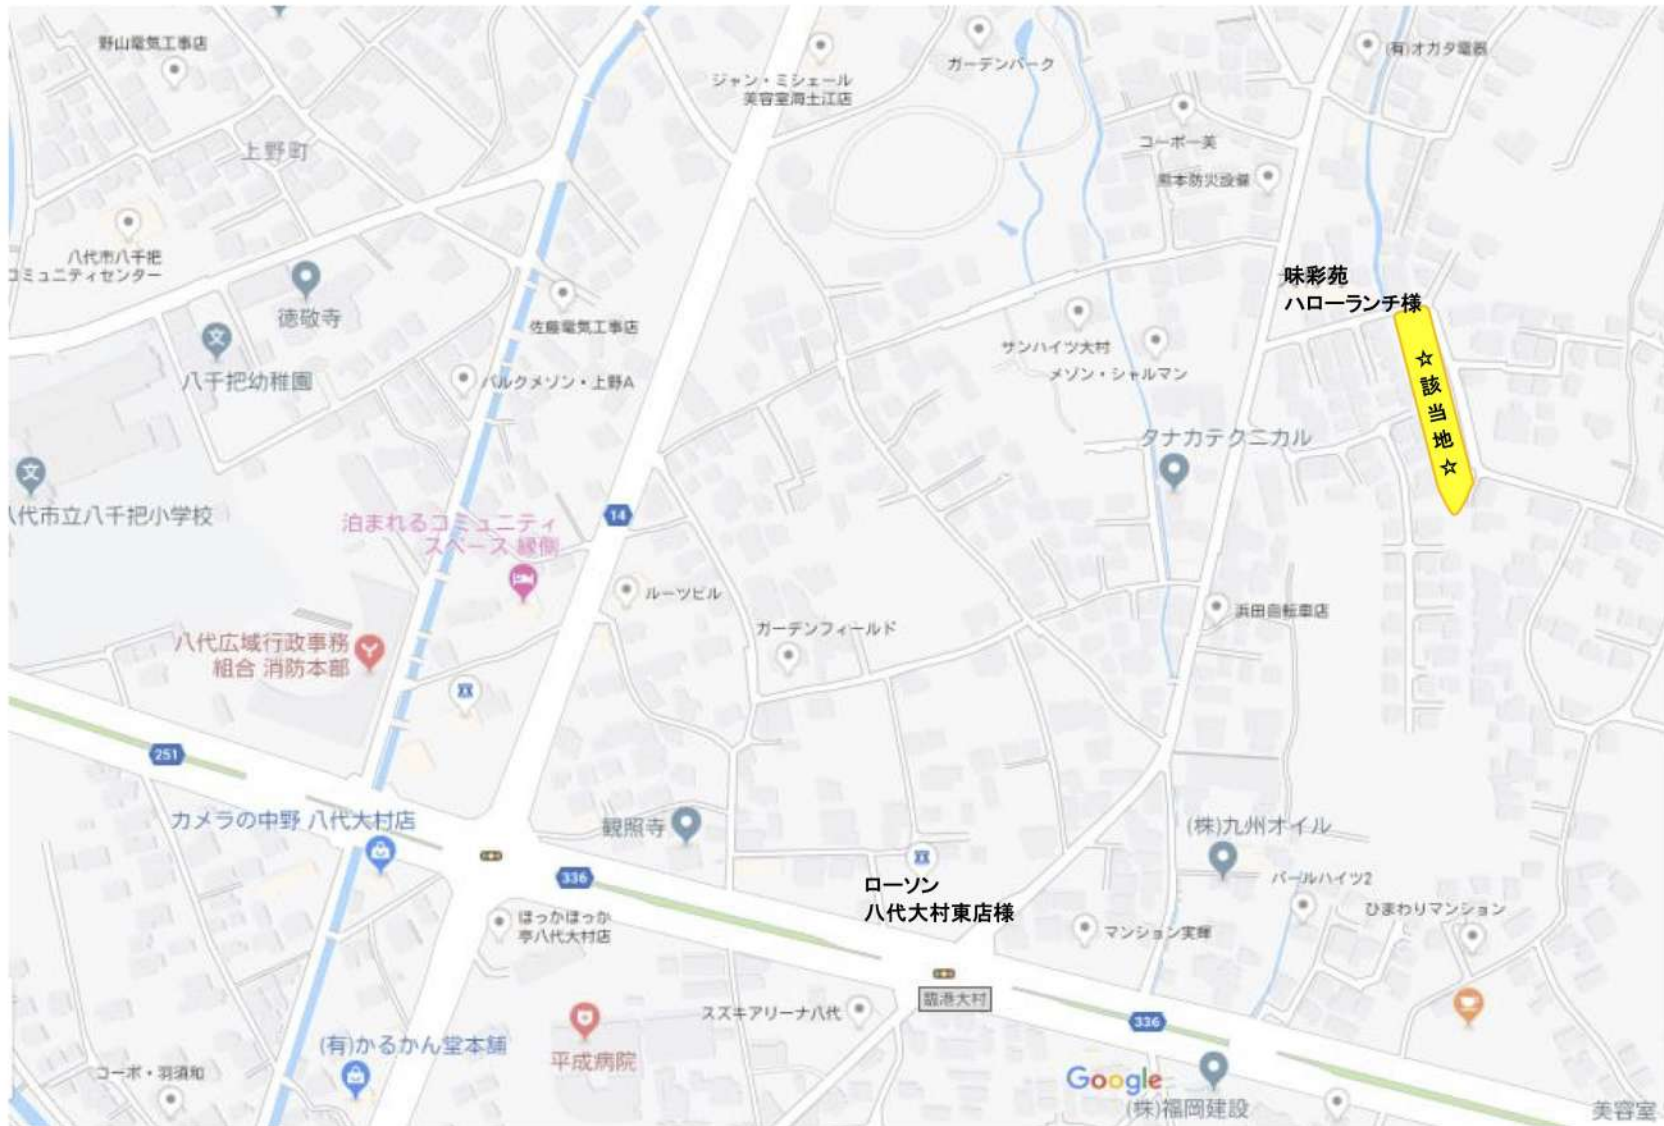 野山電気工事店
ジャン・ミシェール
美容室海士江店
ガーデンパーク
(有)オガタ電器
上野町
コーポ一美
熊本防災設備
八代市八千把
コミュニティセンター
徳敬寺
佐藤電気工事店
味彩苑
ハローランチ様
八千把幼稚園
パルクメゾン・上野A
サンハイツ大村
メゾン・シャルマン
☆該当地☆
タナカテクニカル
文
文
八代市立八千把小学校
泊まれるコミュニティ
スペース 縁側
14
ルーツビル
浜田自転車店
ガーデンフィールド
八代広域行政事務
組合 消防本部
251
カメラの中野 八代大村店
観照寺
(株)九州オイル
336
ローソン
八代大村東店様
パールハイツ2
ひまわりマンション
ほっかほっか
亭八代大村店
マンション実輝
臨港大村
スズキアリーナ八代
336
(有)かるかん堂本舗
平成病院
コーポ・羽須和
Google
(株)福岡建設
美容室